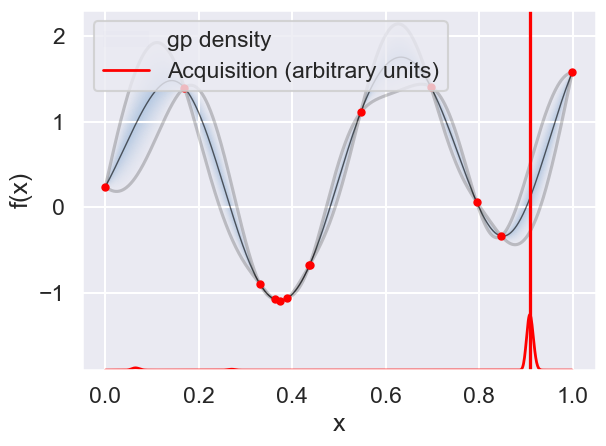 gp density
Acquisition (arbitrary units)
2
1
0
−1
f(x)
0.0 0.2 0.4 0.6 0.8 1.0
x